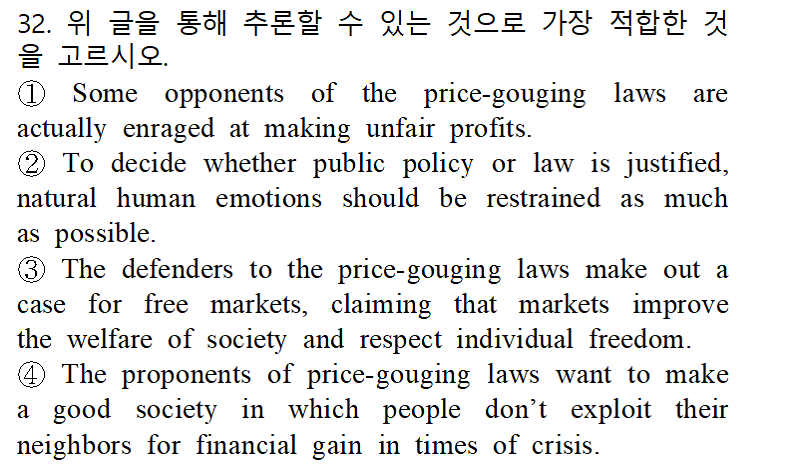 32. 위 글을 통해 추론할 수 있는 것으로 가장 적합한 것
을 고르시오.
① Some opponents of the price-gouging laws are
actually enraged at making unfair profits.
② To decide whether public policy or law is justified,
natural human emotions should be restrained as much
as possible.
③ The defenders to the price-gouging laws make out a
case for free markets, claiming that markets improve
the welfare of society and respect individual freedom.
④ The proponents of price-gouging laws want to make
a good society in which people don’t exploit their
neighbors for financial gain in times of crisis.